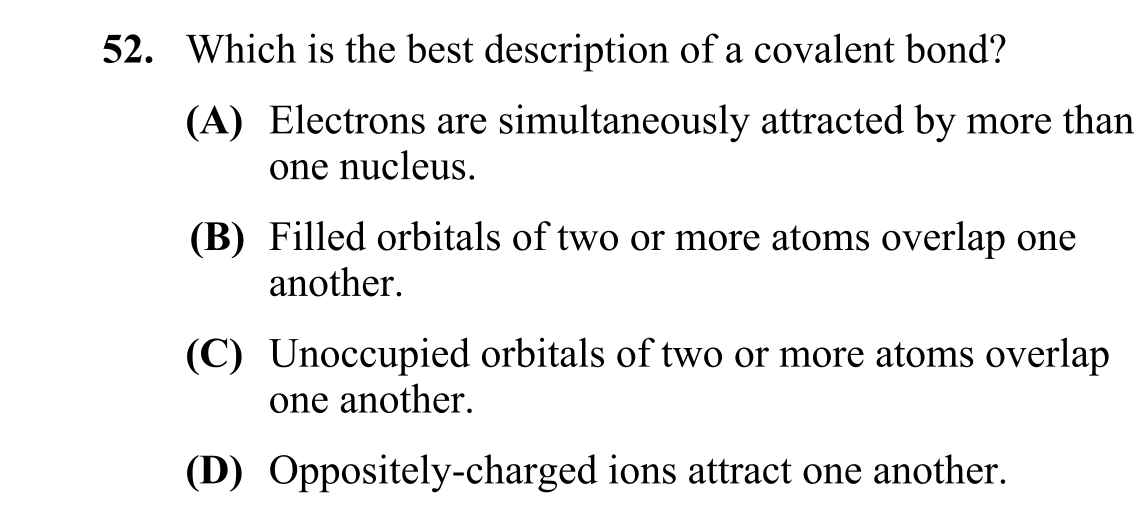 52. Which is the best description of a covalent bond?
(A) Electrons are simultaneously attracted by more than
one nucleus.
(B) Filled orbitals of two or more atoms overlap one
another.
(C) Unoccupied orbitals of two or more atoms overlap
one another.
(D) Oppositely-charged ions attract one another.